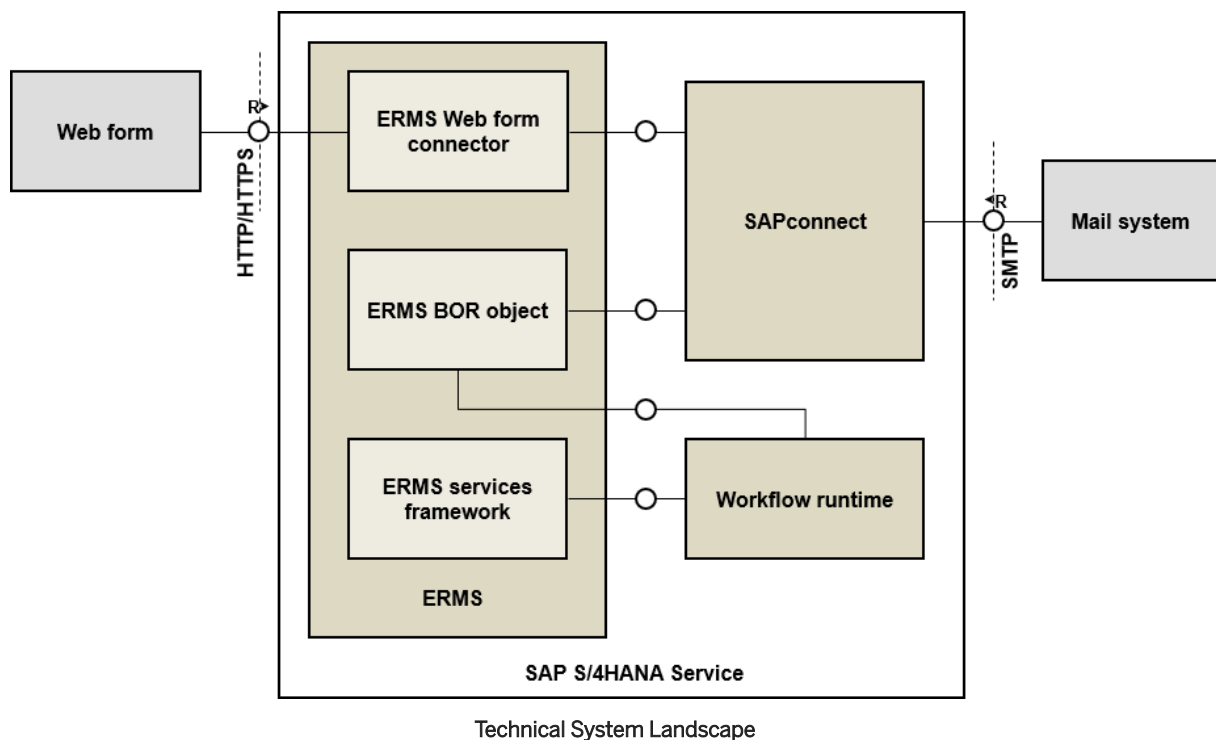 Web form
R
HTTP/HTTPS
ERMS Web form
connector
ERMS BOR object
ERMS services
framework
ERMS
SAPconnect
Workflow runtime
R
SMTP
Mail system
SAP S/4HANA Service
Technical System Landscape